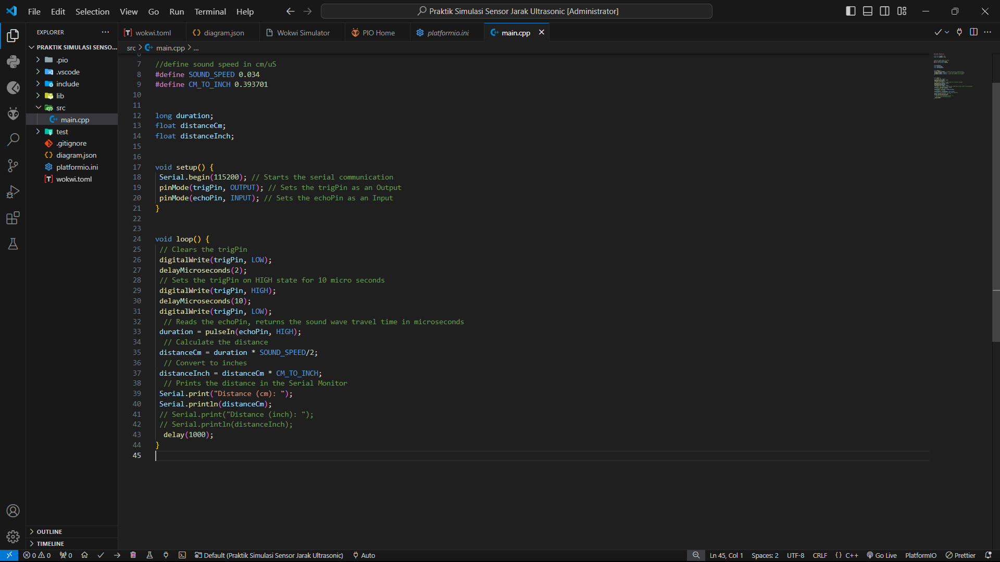 File Edit Selection View Go Run Terminal Help
Praktik Simulasi Sensor Jarak Ultrasonic [Administrator]
EXPLORER
wokwi.toml
diagram.json
Wokwi Simulator
PIO Home
platformio.ini
main.cpp
PRAKTIK SIMULASI SENSO...
.pio
.vscode
include
lib
src
main.cpp
test
.gitignore
diagram.json
platformio.ini
wokwi.toml
OUTLINE
TIMELINE
src > main.cpp > ...
7 //define sound speed in cm/uS
8 #define SOUND_SPEED 0.034
9 #define CM_TO_INCH 0.393701
10
11
12 long duration;
13 float distanceCm;
14 float distanceInch;
15
16
17 void setup() {
18 Serial.begin(115200); // Starts the serial communication
19 pinMode(trigPin, OUTPUT); // Sets the trigPin as an Output
20 pinMode(echoPin, INPUT); // Sets the echoPin as an Input
21 }
22
23
24 void loop() {
25 // Clears the trigPin
26 digitalWrite(trigPin, LOW);
27 delayMicroseconds(2);
28 // Sets the trigPin on HIGH state for 10 micro seconds
29 digitalWrite(trigPin, HIGH);
30 delayMicroseconds(10);
31 digitalWrite(trigPin, LOW);
32 // Reads the echoPin, returns the sound wave travel time in microseconds
33 duration = pulseIn(echoPin, HIGH);
34 // Calculate the distance
35 distanceCm = duration * SOUND_SPEED/2;
36 // Convert to inches
37 distanceInch = distanceCm * CM_TO_INCH;
38 // Prints the distance in the Serial Monitor
39 Serial.print("Distance (cm): ");
40 Serial.println(distanceCm);
41 // Serial.print("Distance (inch): ");
42 // Serial.println(distanceInch);
43 delay(1000);
44 }
45
0 0 0 Default (Praktik Simulasi Sensor Jarak Ultrasonic) Auto
Ln 45, Col 1 Spaces: 2 UTF-8 CRLF {} C++ Go Live PlatformIO Prettier